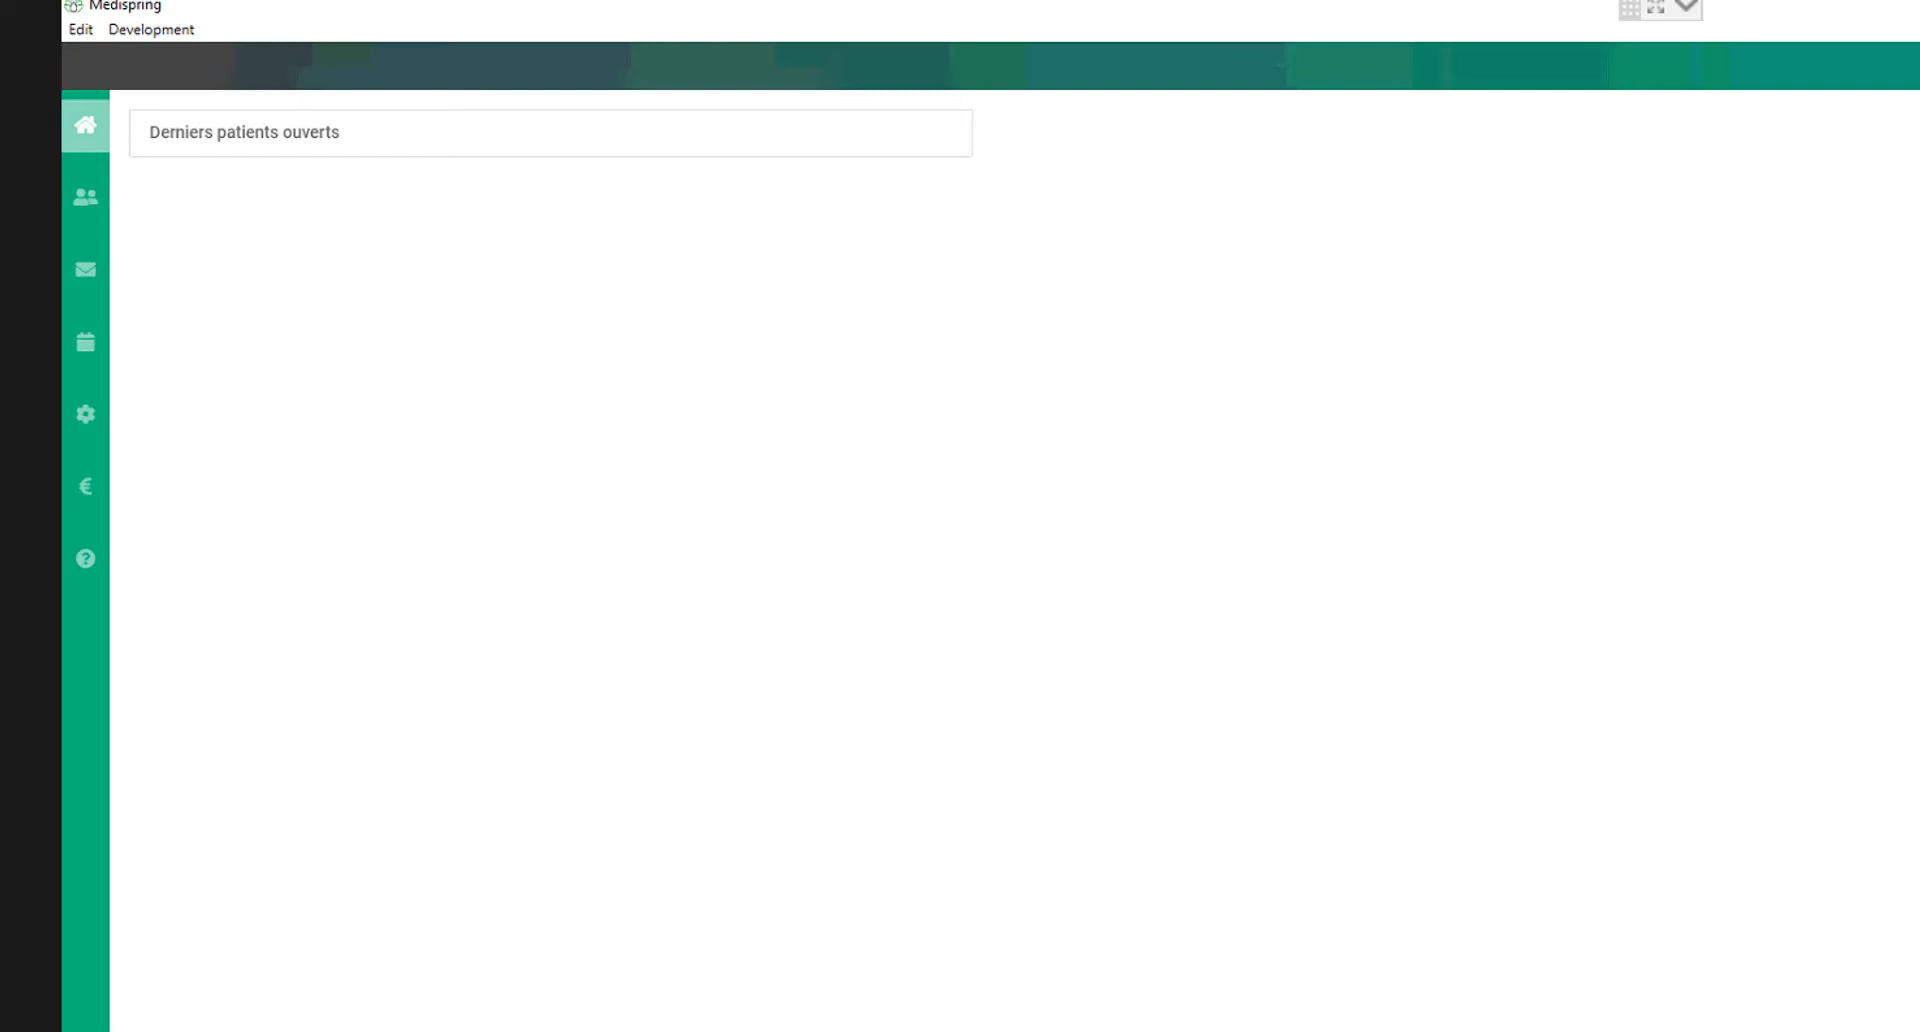 Medispring
Edit Development
Derniers patients ouverts
€
?